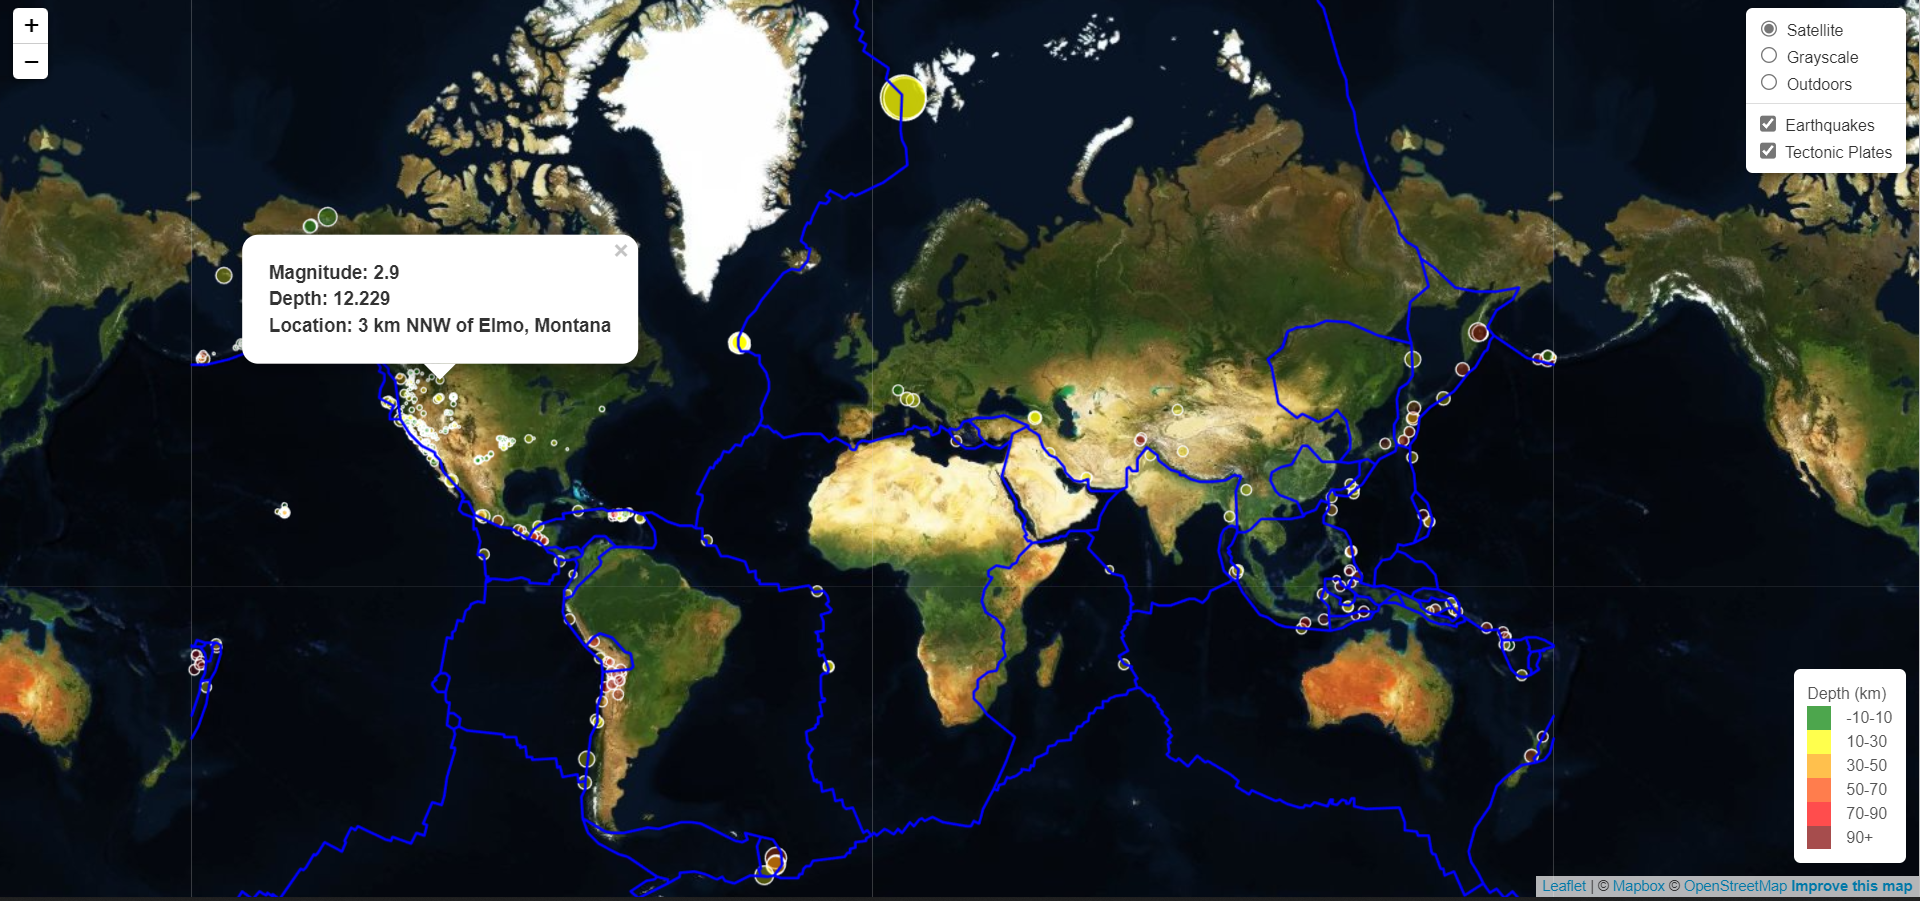 +
−
Satellite
Grayscale
Outdoors
Earthquakes
Tectonic Plates
×
Magnitude: 2.9
Depth: 12.229
Location: 3 km NNW of Elmo, Montana
Depth (km)
-10-10
10-30
30-50
50-70
70-90
90+
Leaflet | © Mapbox © OpenStreetMap Improve this map